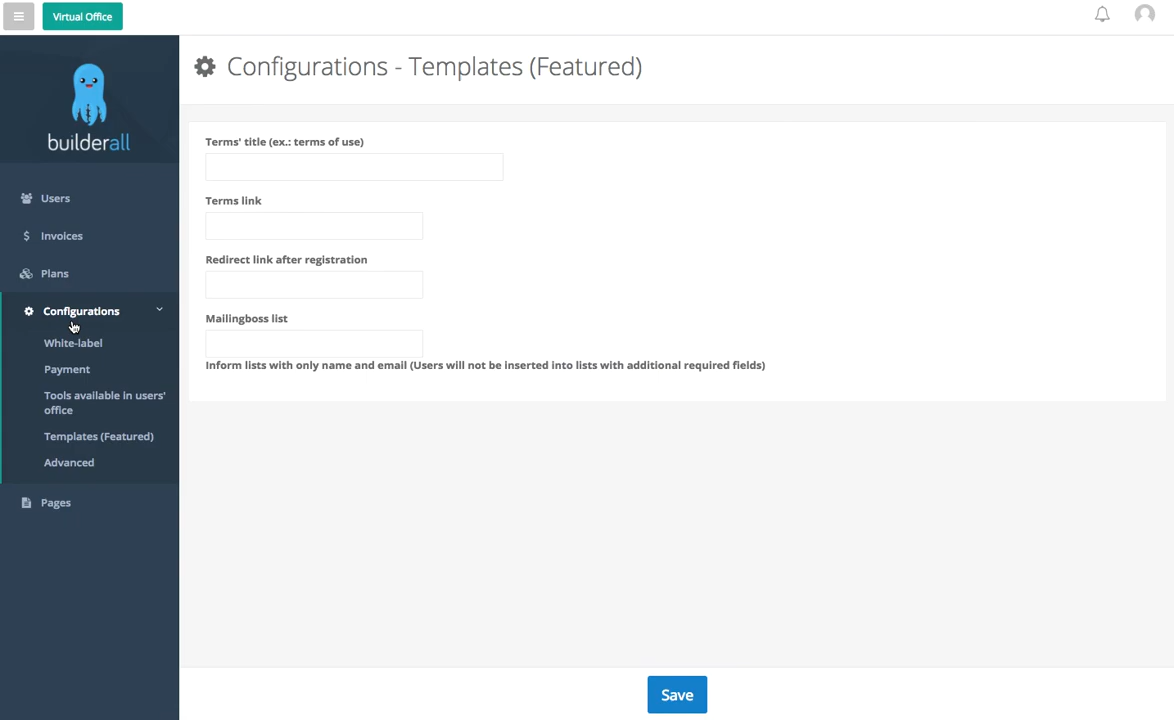 Virtual Office
builderall
Users
Invoices
Plans
Configurations
White-label
Payment
Tools available in users'
office
Templates (Featured)
Advanced
Pages
Configurations - Templates (Featured)
Terms' title (ex.: terms of use)
Terms link
Redirect link after registration
Mailingboss list
Inform lists with only name and email (Users will not be inserted into lists with additional required fields)
Save